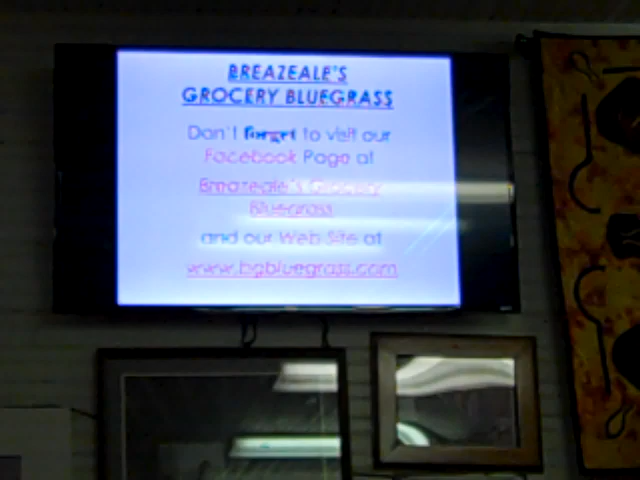 BREAZEALE'S
GROCERY BLUEGRASS
Don't forget to visit our
Facebook Page at
Breazeale's Grocery
Bluegrass
and our Web Site at
www.bgbluegrass.com